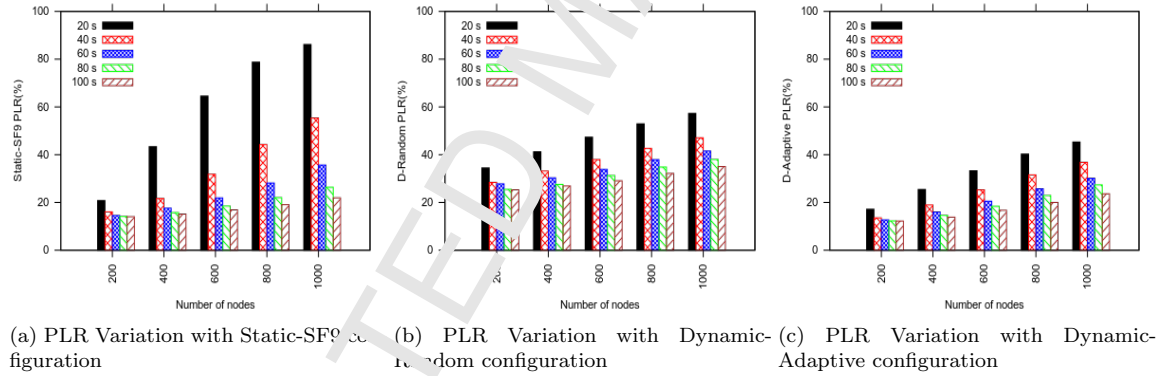 100
80
60
40
20
0
Static-SF9 PLR(%)
20 s
40 s
60 s
80 s
100 s
200
400
600
800
1000
Number of nodes
(a) PLR Variation with Static-SF9
figuration
100
80
60
40
20
0
D-Random PLR(%)
20 s
40 s
60 s
80 s
100 s
400
600
800
1000
Number of nodes
(b) PLR Variation with Dynamic-
configuration
100
80
60
40
20
0
D-Adaptive PLR(%)
20 s
40 s
60 s
80 s
100 s
200
400
600
800
1000
Number of nodes
(c) PLR Variation with Dynamic-
Adaptive configuration
TED M